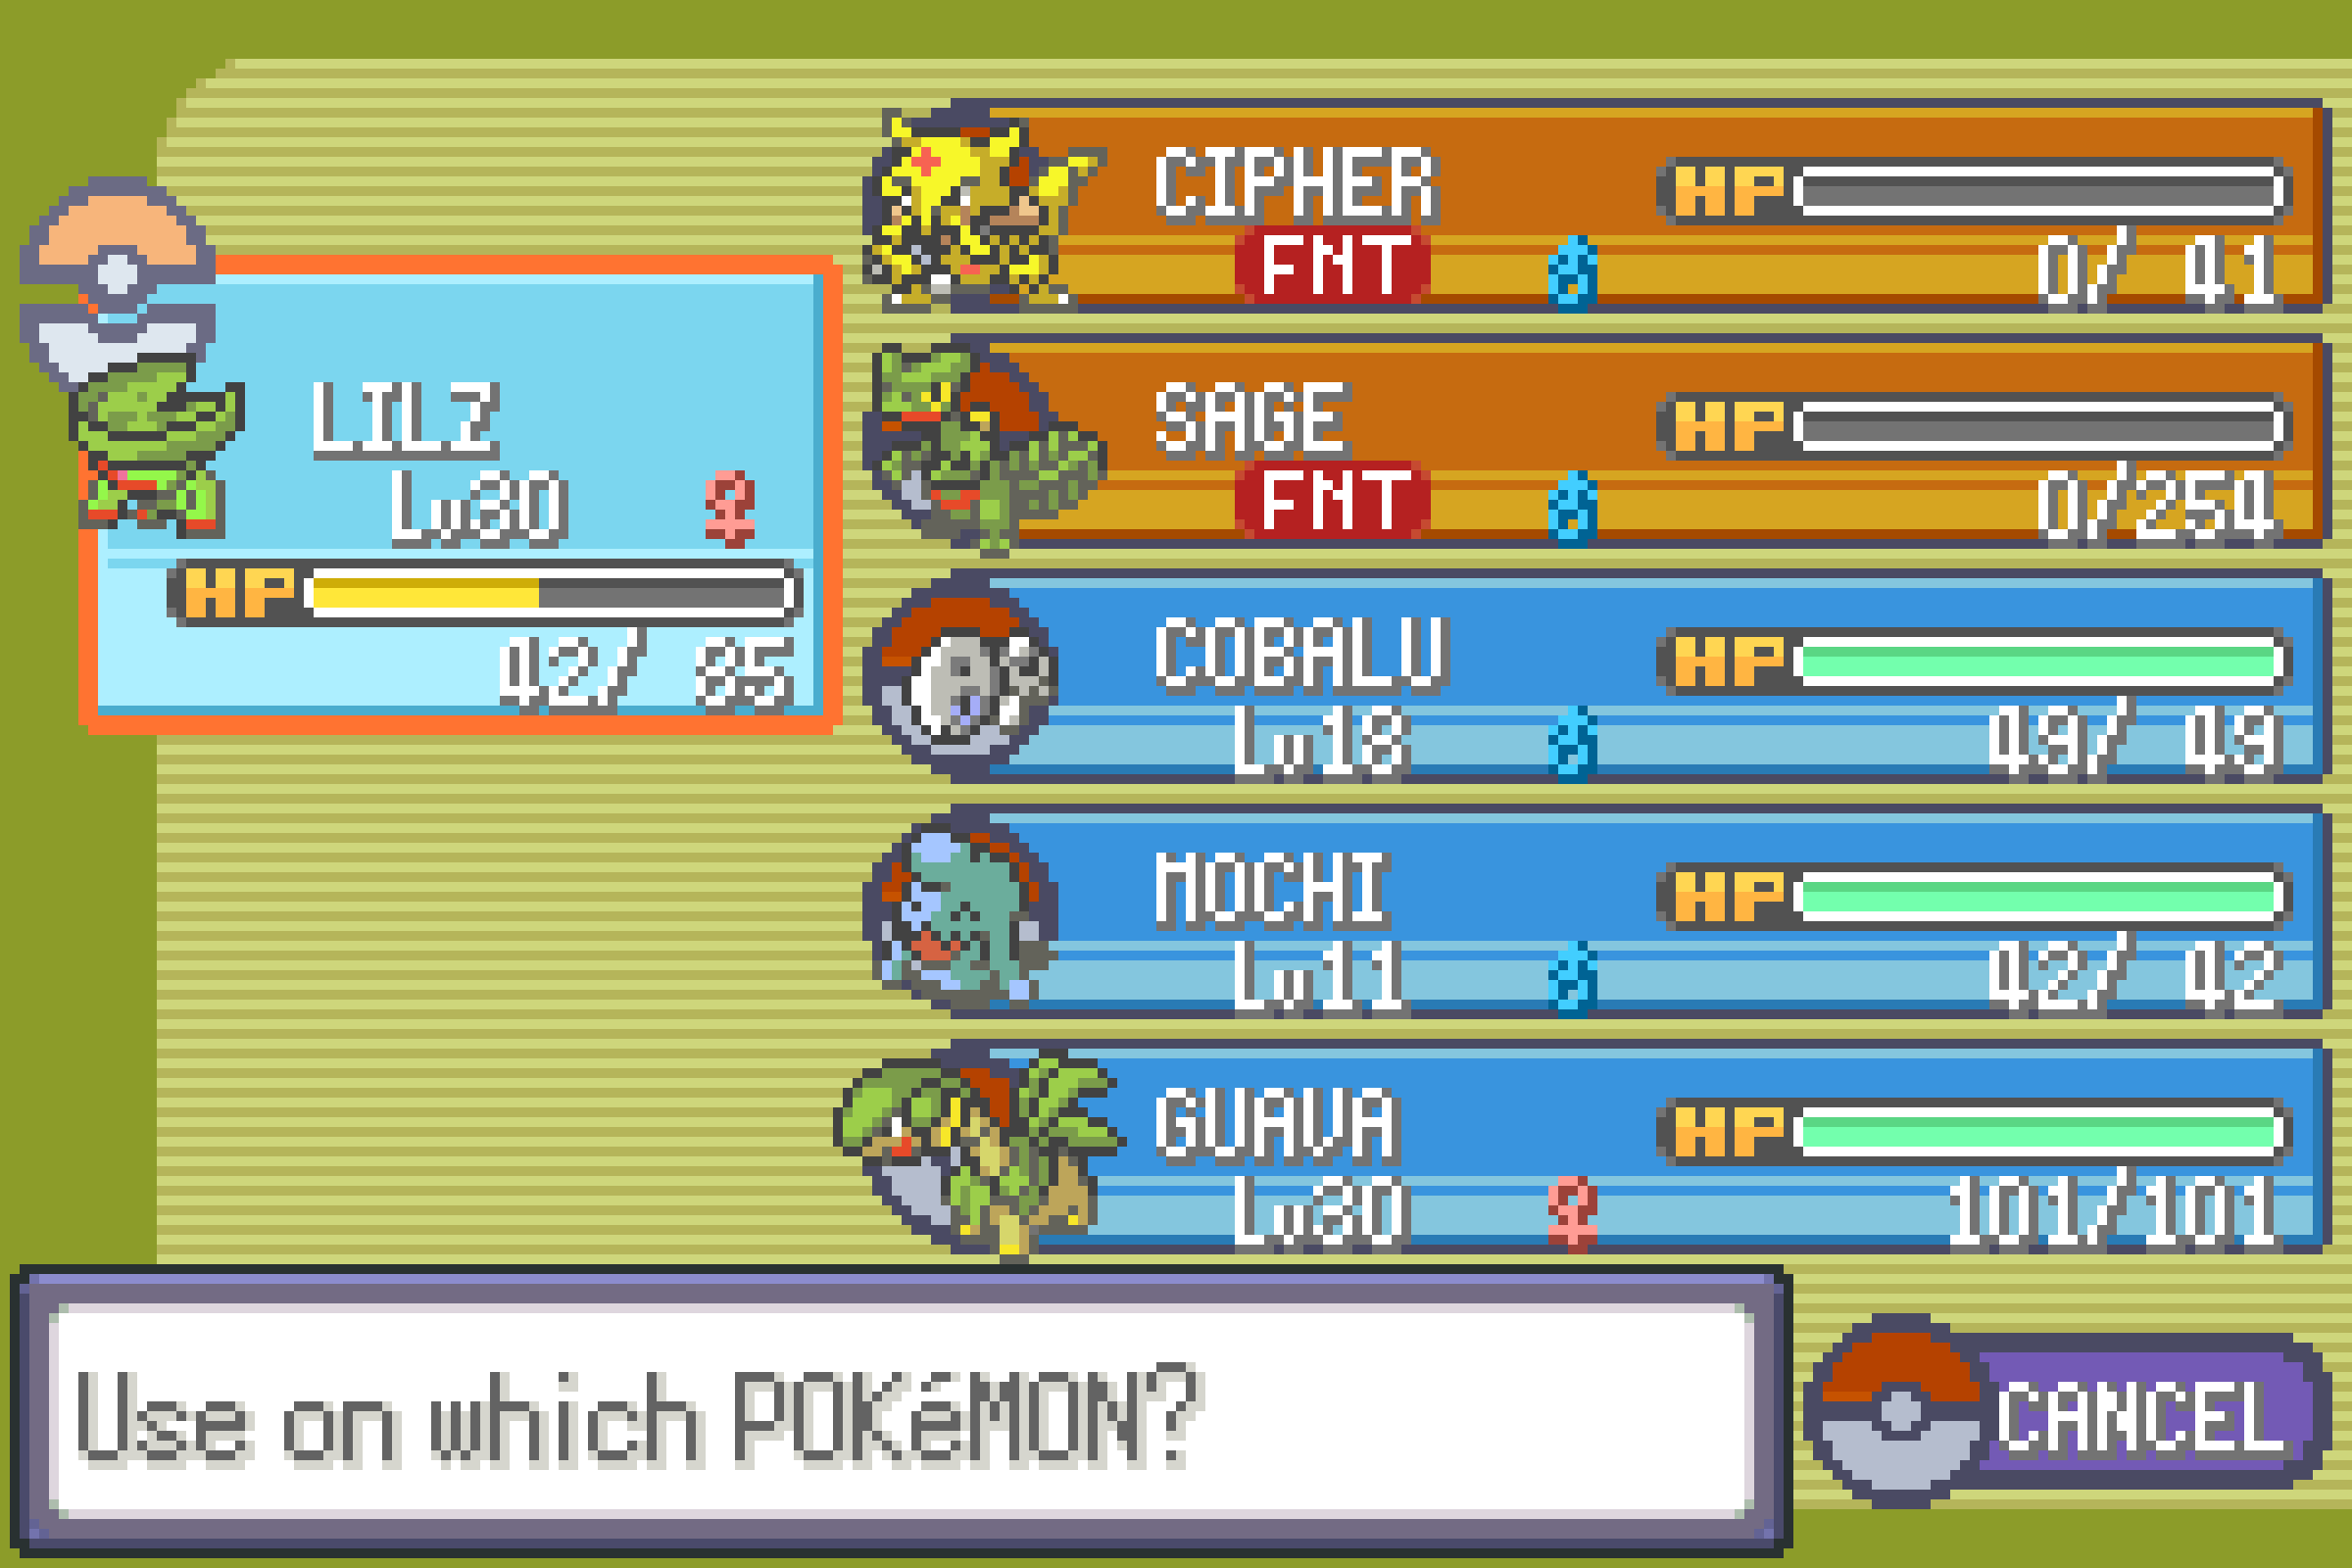 LILZ
Lv30 ♀
HP
42/ 85
CIPHER HP
FNT ♂ 0/ 41
SAGE HP
FNT ♂ 0/254
COBALU HP
Lv18 ♂ 49/ 49
MOCHI HP
Lv11 ♂ 42/ 42
GUAVA HP
Lv30 ♀ 101/101
Use on which POKéMON?
CANCEL